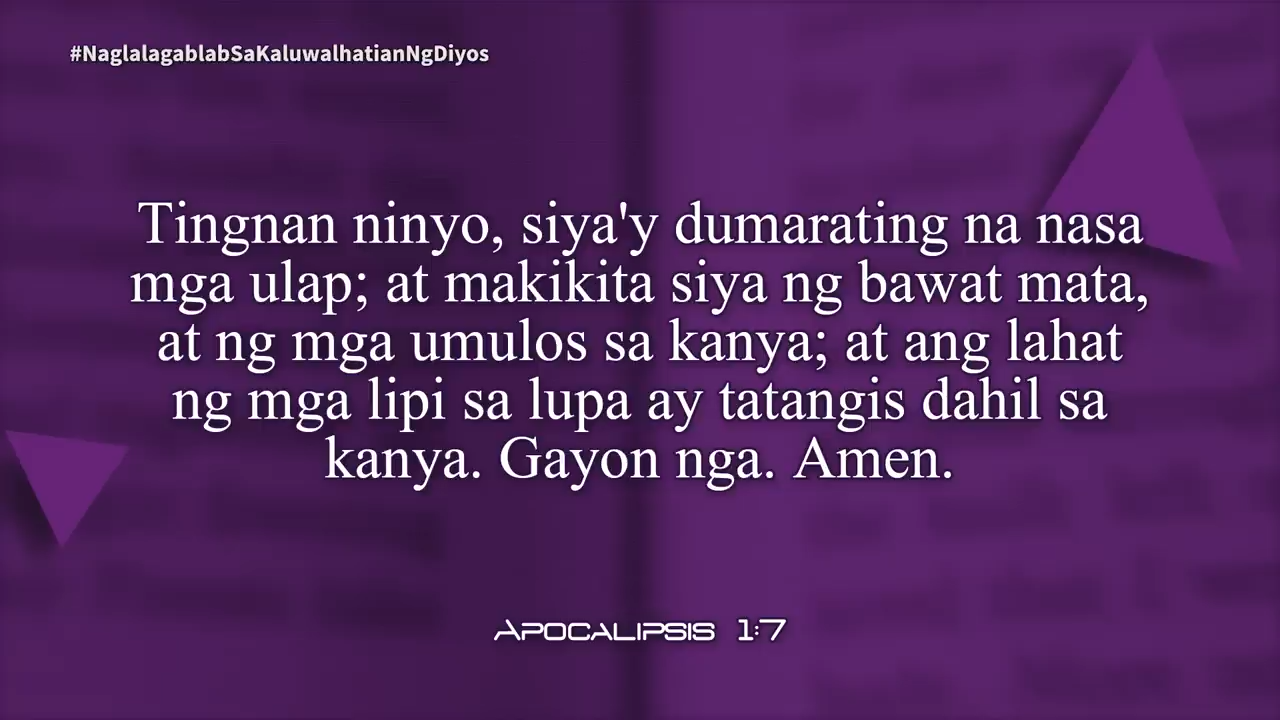 #NaglalagablabSaKaluwalhatianNgDiyos
Tingnan ninyo, siya'y dumarating na nasa
mga ulap; at makikita siya ng bawat mata,
at ng mga umulos sa kanya; at ang lahat
ng mga lipi sa lupa ay tatangis dahil sa
kanya. Gayon nga. Amen.
Apocalipsis 1:7